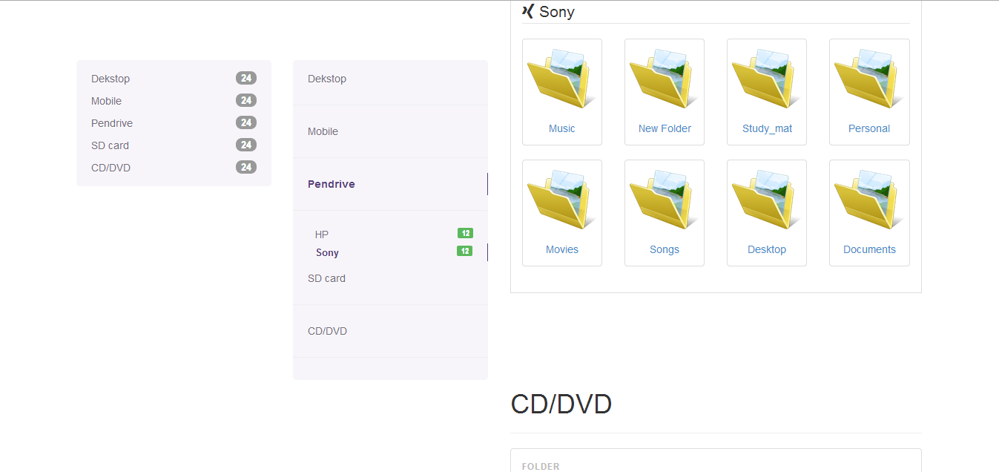 Dekstop 24
Mobile 24
Pendrive 24
SD card 24
CD/DVD 24
Dekstop
Mobile
Pendrive
HP 12
Sony 12
SD card
CD/DVD
Sony
Music New Folder Study_mat Personal
Movies Songs Desktop Documents
CD/DVD
FOLDER